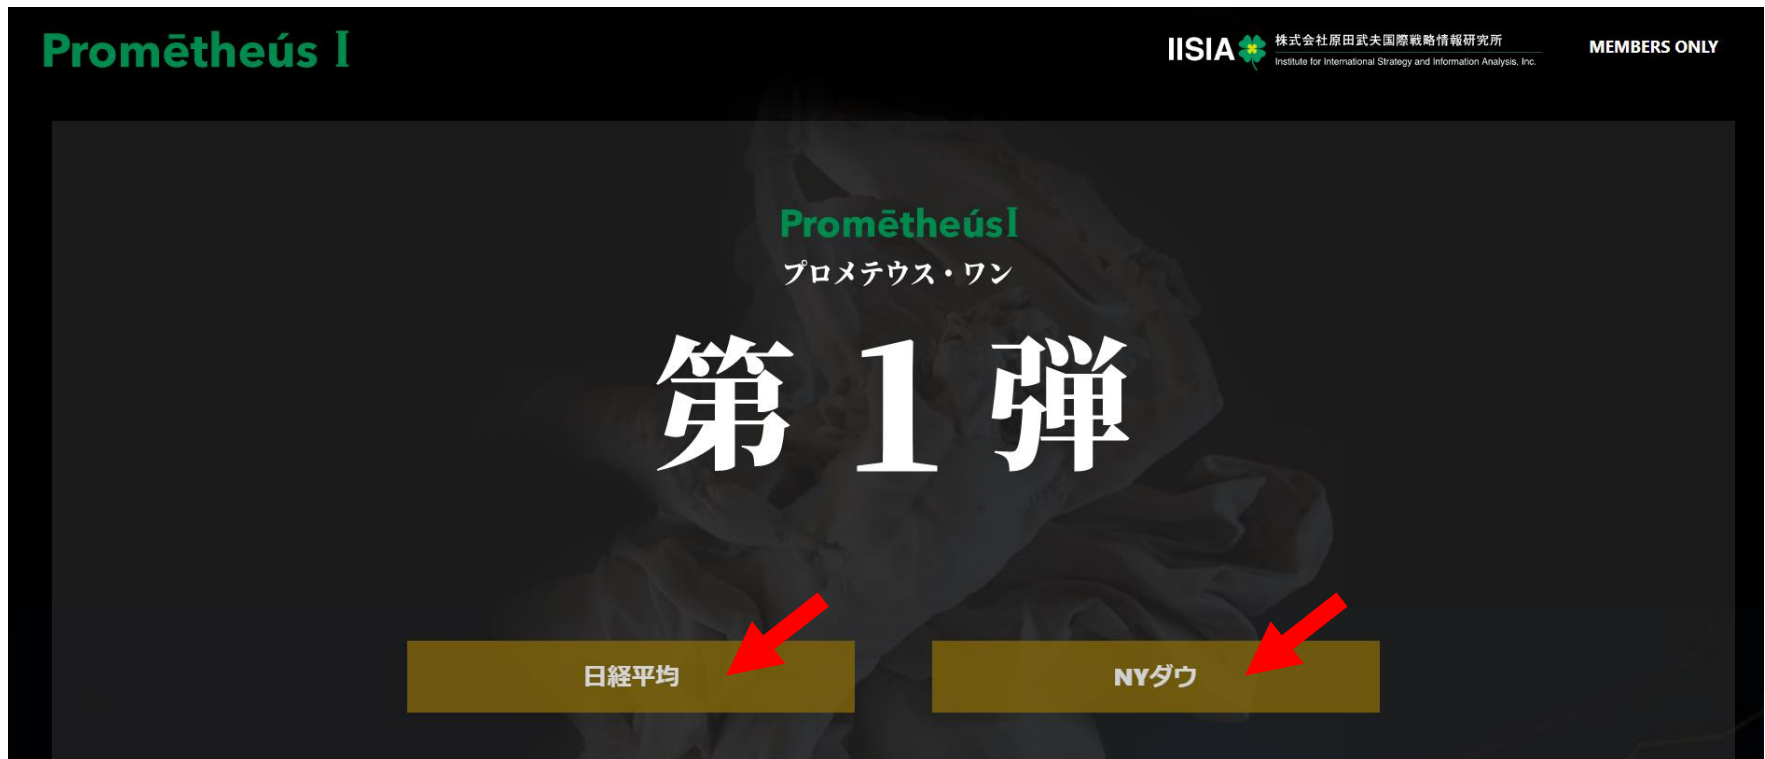 Promētheús I
IISIA 株式会社原田武夫国際戦略情報研究所
Institute for International Strategy and Information Analysis, Inc.
MEMBERS ONLY
PromētheúsI
プロメテウス・ワン
第1弾
日経平均
NYダウ